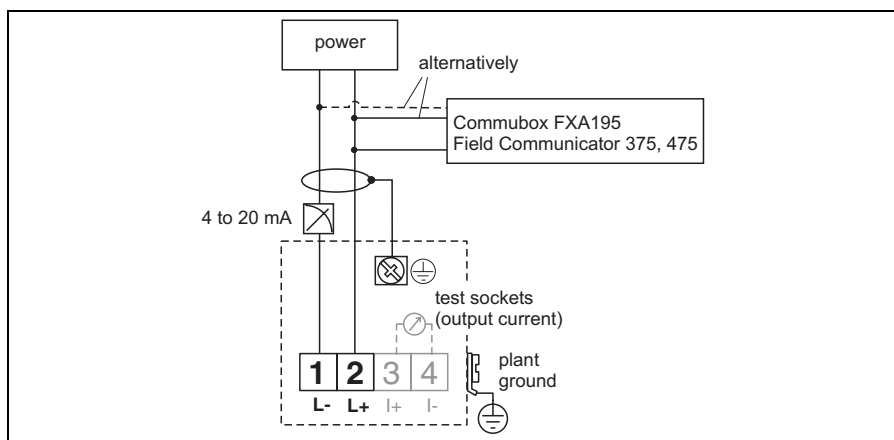 power
alternatively
Commubox FXA195
Field Communicator 375, 475
4 to 20 mA
test sockets
(output current)
1 2 3 4
L- L+ I+ I-
plant
ground